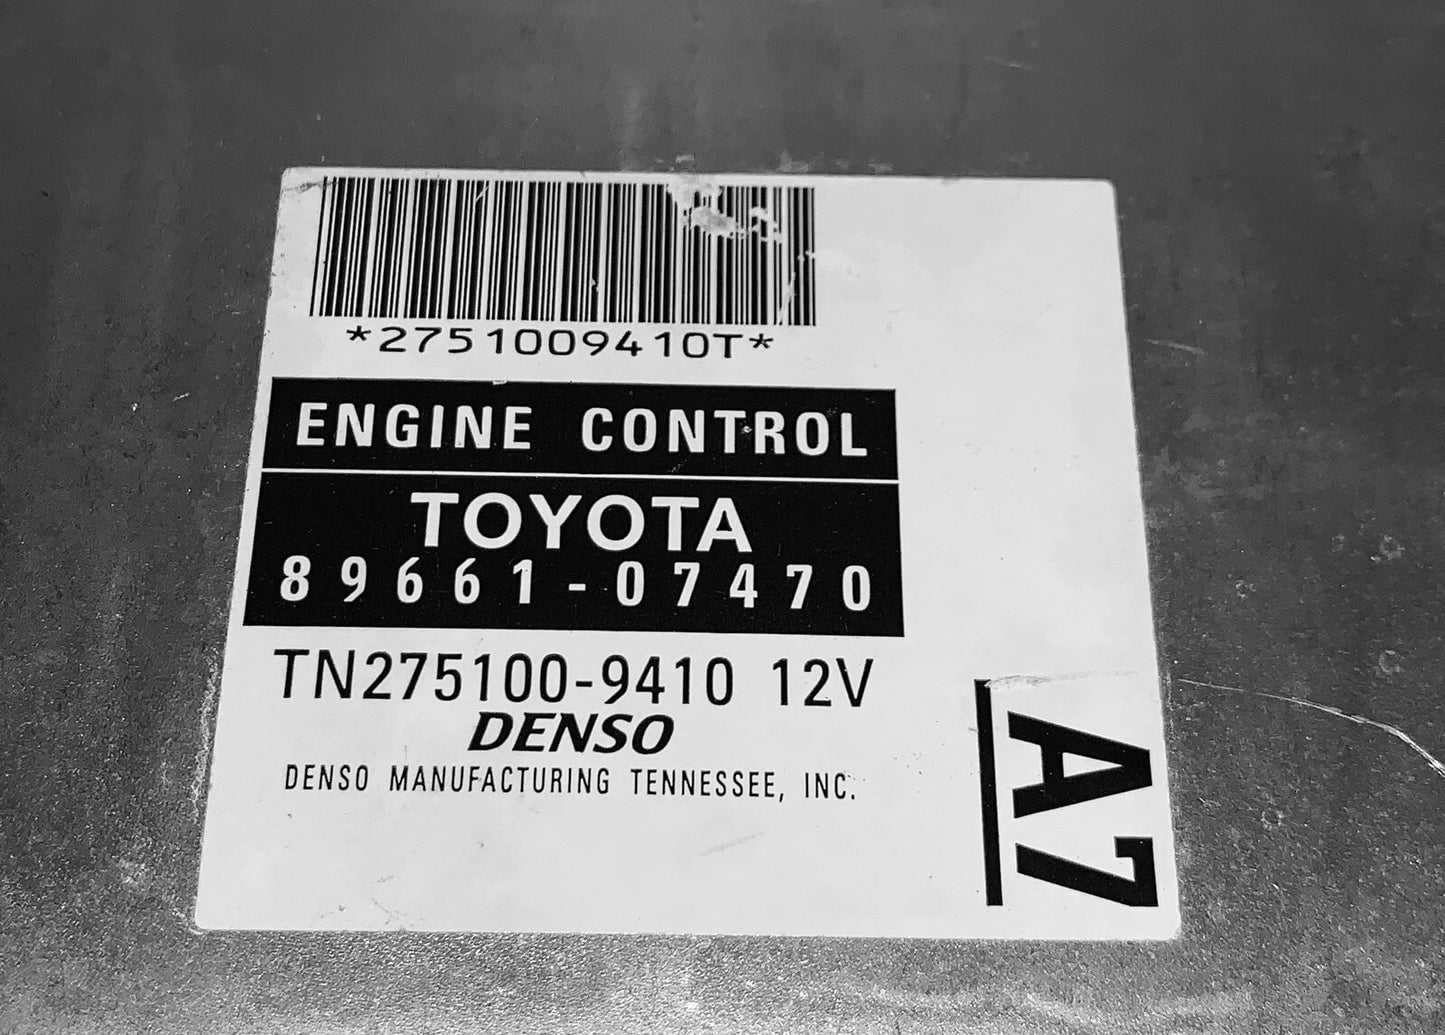 *2751009410T*
ENGINE CONTROL
TOYOTA
89661-07470
TN275100-9410 12V
DENSO
DENSO MANUFACTURING TENNESSEE, INC.
A7